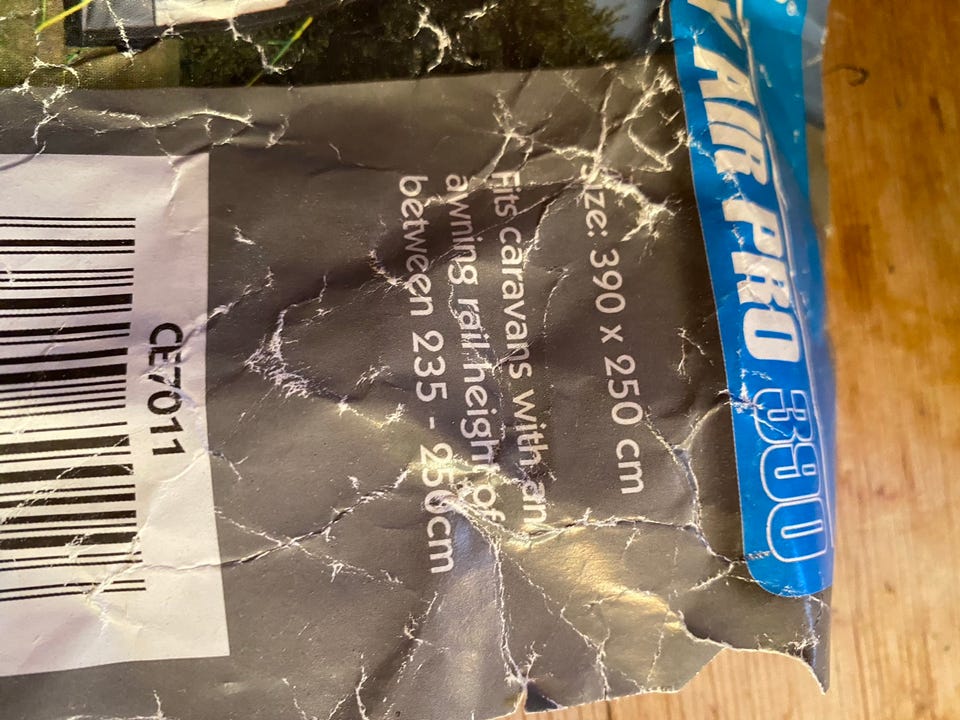 Y AIR PRO 390
Size: 390 x 250 cm
Fits caravans with an
awning rail height of
between 235 - 250cm
CE7011